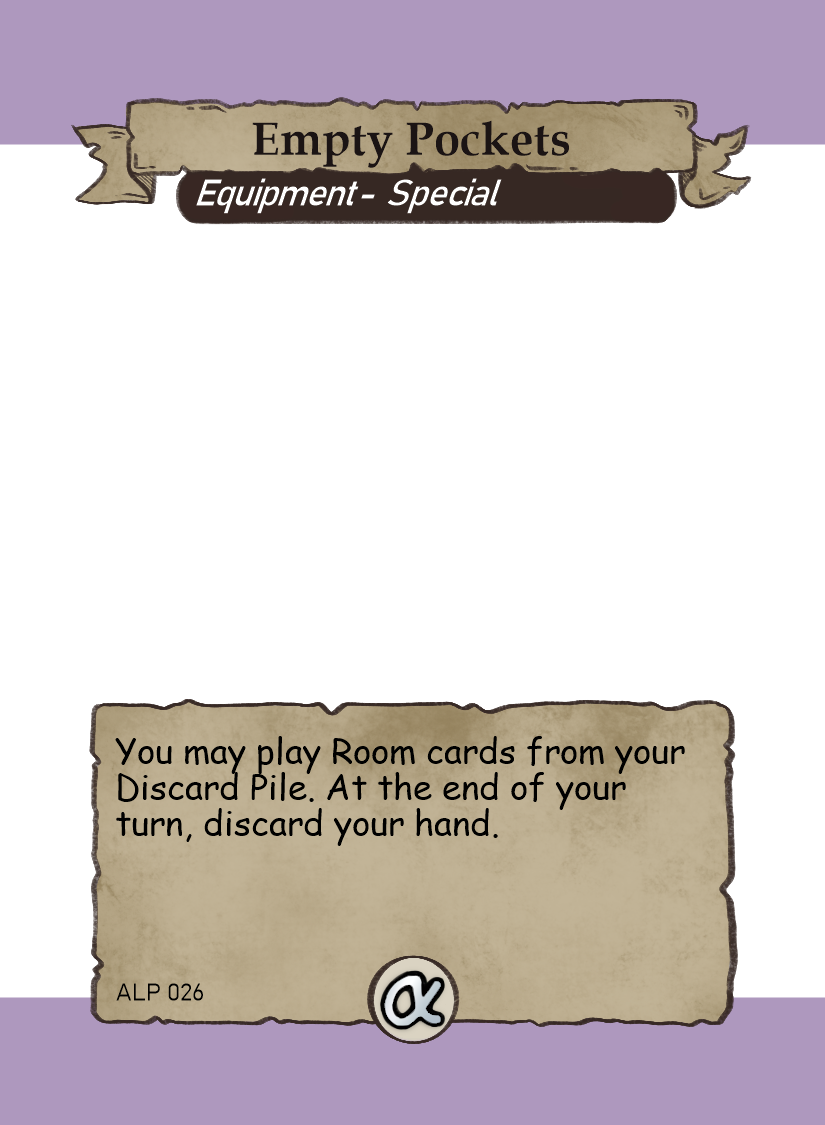 Empty Pockets
Equipment - Special
You may play Room cards from your
Discard Pile. At the end of your
turn, discard your hand.
ALP 026
α